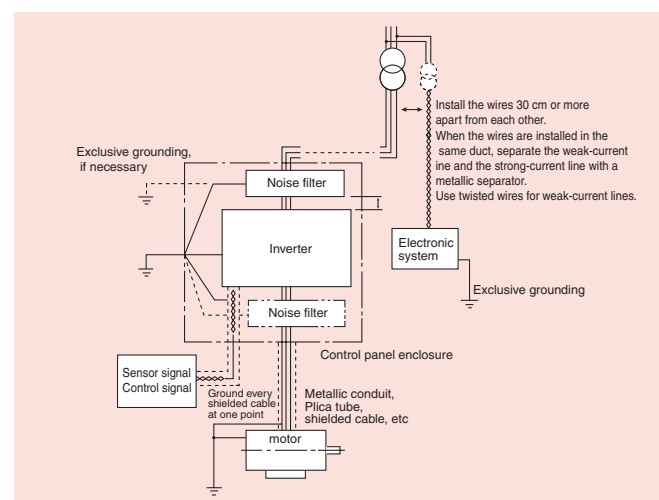 Install the wires 30 cm or more
apart from each other.
When the wires are installed in the
same duct, separate the weak-current
ine and the strong-current line with a
metallic separator.
Use twisted wires for weak-current lines.
Exclusive grounding,
if necessary
Noise filter
Inverter
Electronic
system
Exclusive grounding
Noise filter
Control panel enclosure
Sensor signal
Control signal
Ground every
shielded cable
at one point
Metallic conduit,
Plica tube,
shielded cable, etc
motor